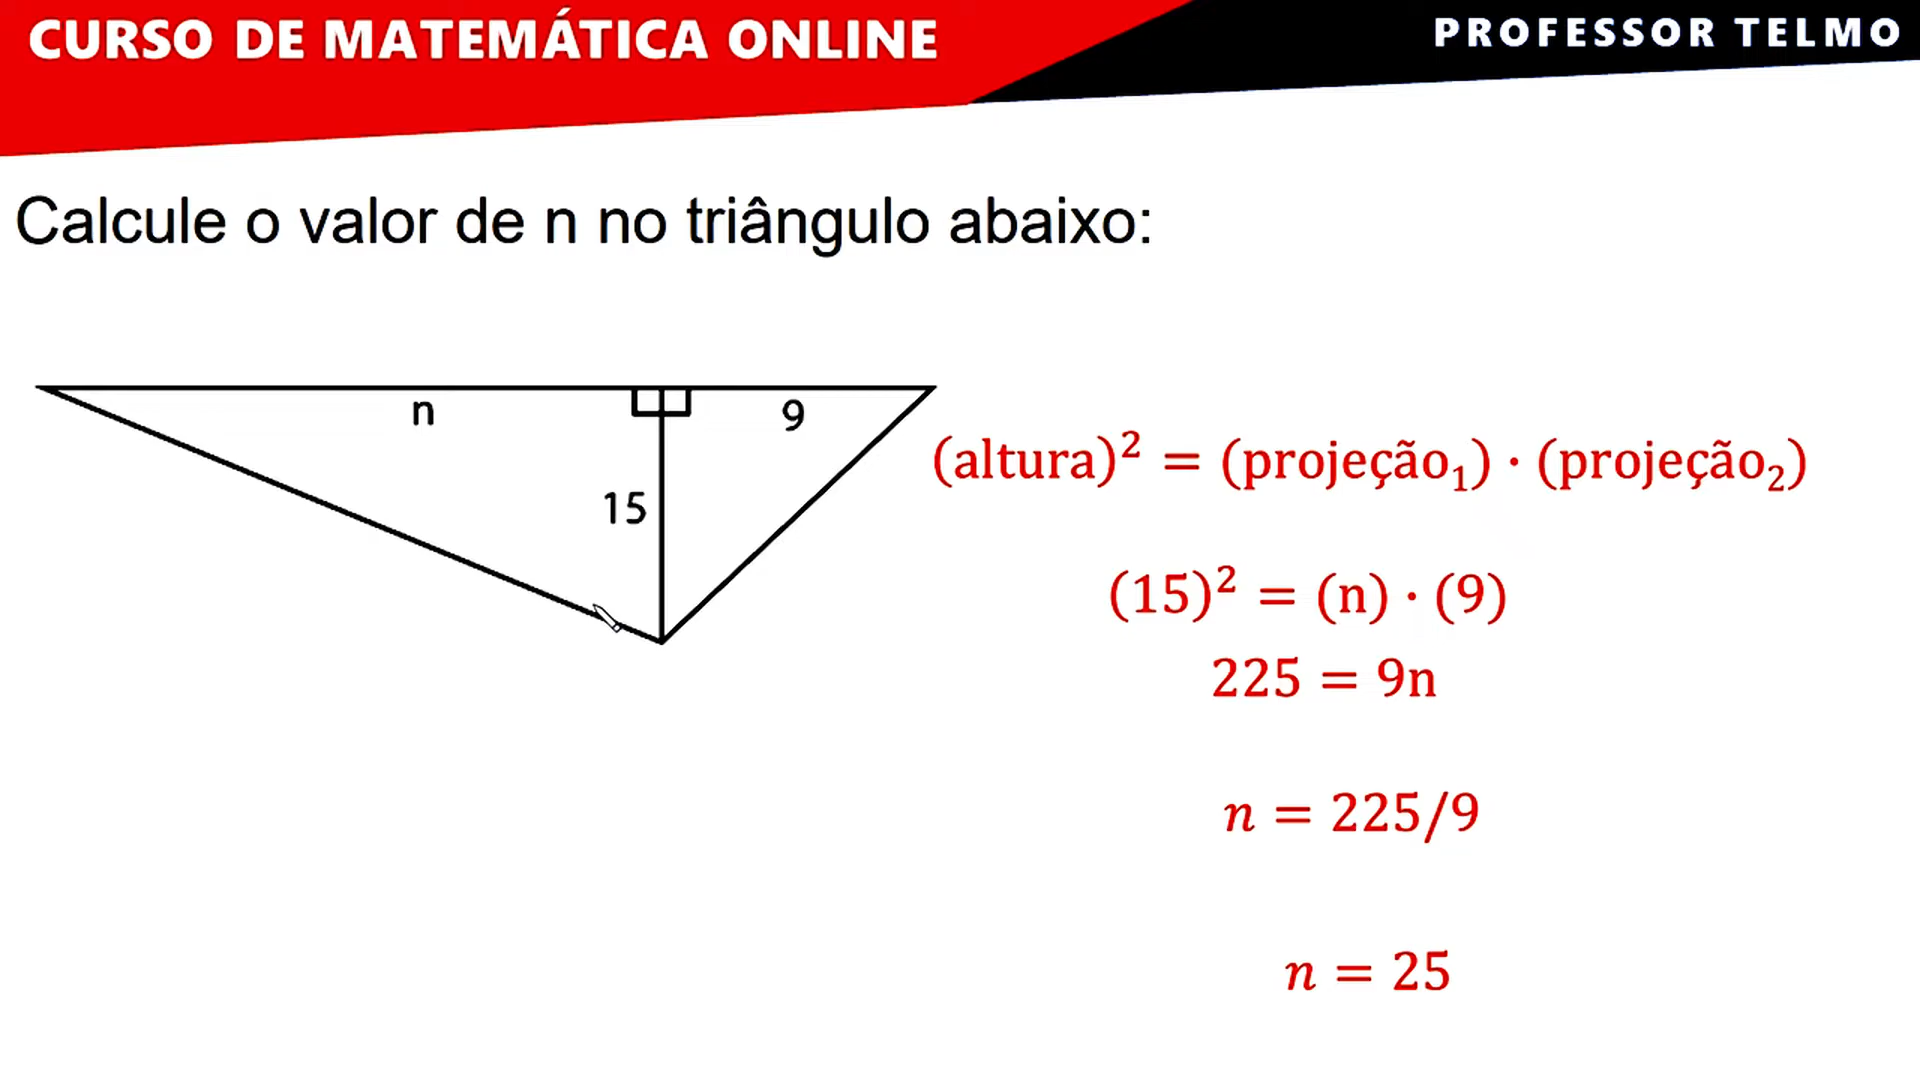 CURSO DE MATEMÁTICA ONLINE
PROFESSOR TELMO
Calcule o valor de n no triângulo abaixo:
n
9
15
(altura)² = (projeção₁) · (projeção₂)
(15)² = (n) · (9)
225 = 9n
n = 225/9
n = 25